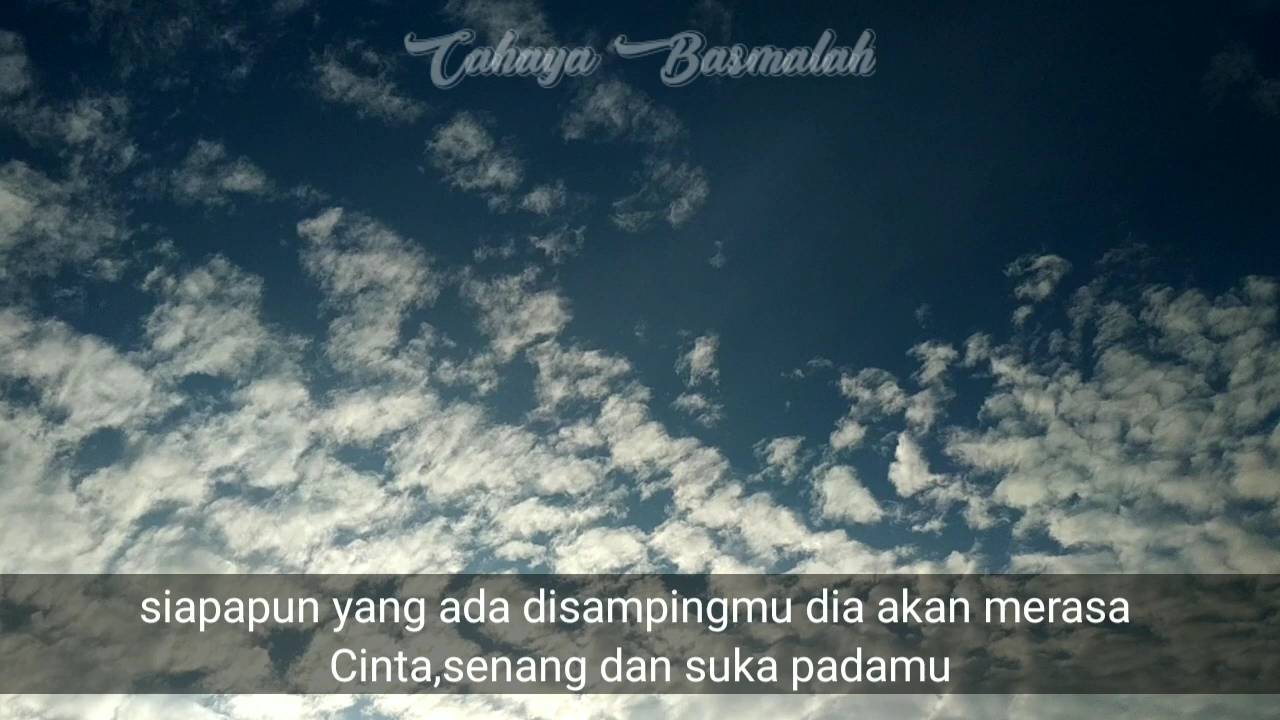 Cahaya Basmalah
siapapun yang ada disampingmu dia akan merasa
Cinta,senang dan suka padamu